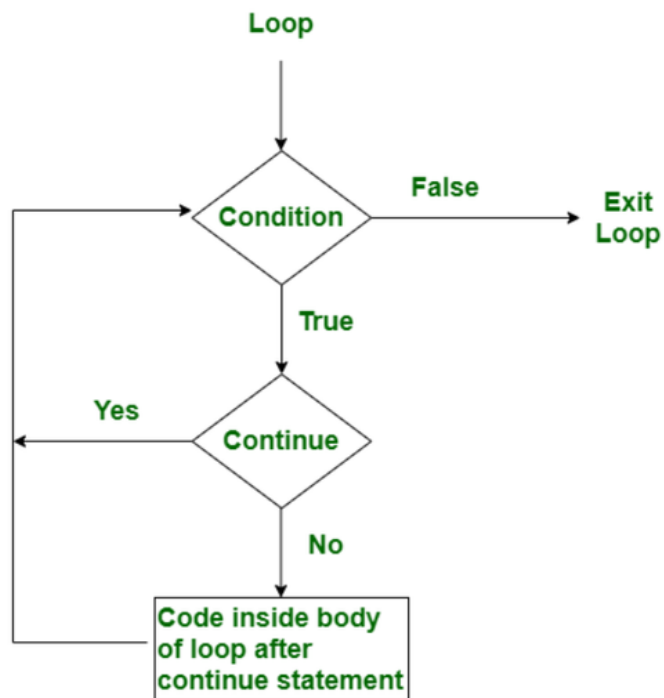 Loop
Condition
False
Exit
Loop
True
Yes
Continue
No
Code inside body
of loop after
continue statement